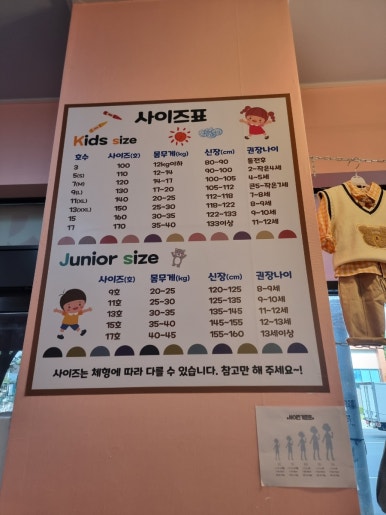 사이즈표
Kids size
호수 사이즈(호) 몸무게(kg) 신장(cm) 권장나이
3 100 12kg이하 80-90 돌전후
5(S) 110 12-14 90-100 2-작은4세
7(M) 120 14-17 100-105 4-5세
9(L) 130 17-20 105-112 큰5-작은7세
11(XL) 140 20-25 112-118 7-8세
13(XXL) 150 25-30 118-122 8-9세
15 160 30-35 122-133 9-10세
17 170 35-40 133이상 11-12세
Junior size
사이즈(호) 몸무게(kg) 신장(cm) 권장나이
9호 20-25 120-125 8-9세
11호 25-30 125-135 9-10세
13호 30-35 135-145 11-12세
15호 35-40 145-155 12-13세
17호 40-45 155-160 13세이상
사이즈는 체형에 따라 다를 수 있습니다. 참고만 해 주세요~!